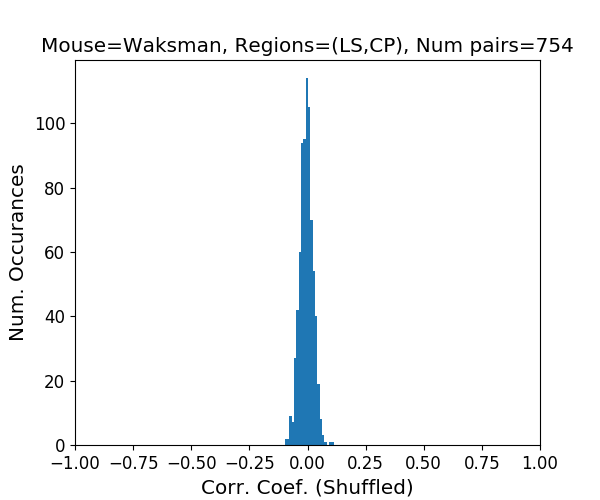 Mouse=Waksman, Regions=(LS,CP), Num pairs=754
100
80
60
40
20
0
Num. Occurances
−1.00 −0.75 −0.50 −0.25 0.00 0.25 0.50 0.75 1.00
Corr. Coef. (Shuffled)